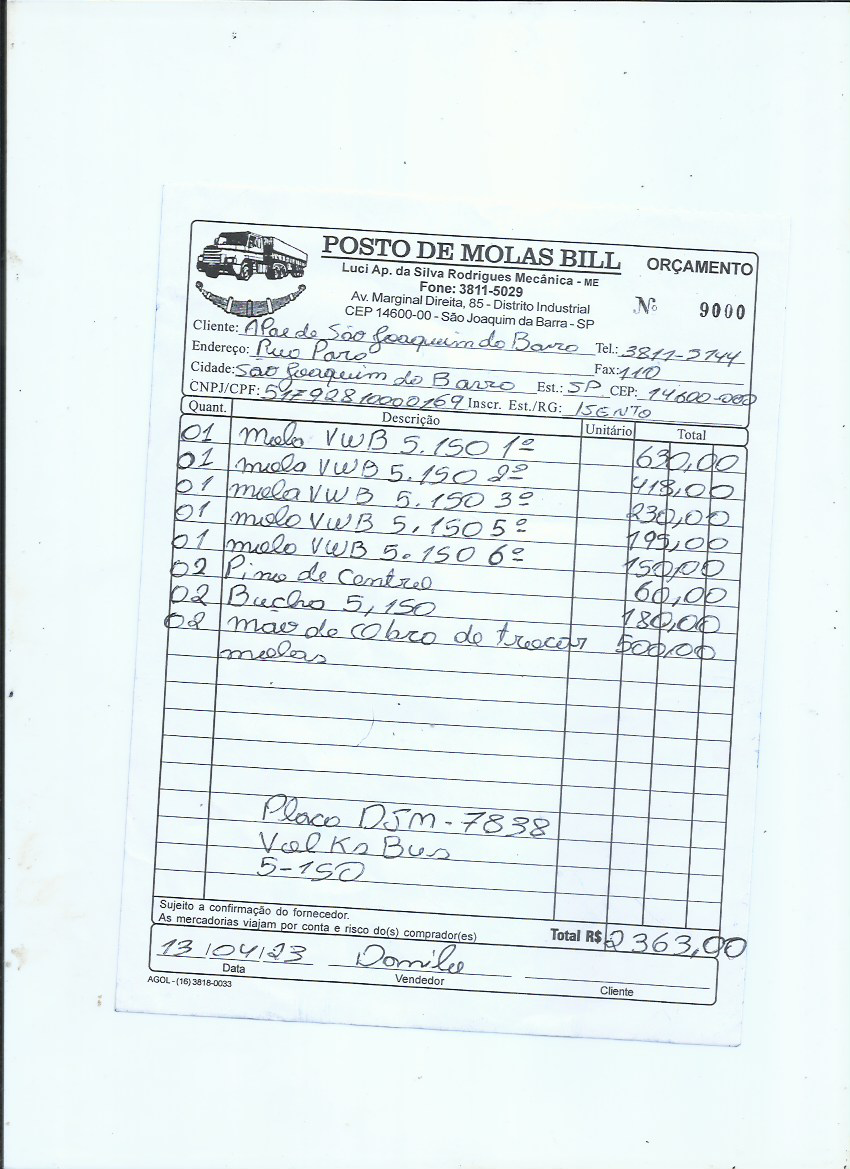 POSTO DE MOLAS BILL
ORÇAMENTO
Luci Ap. da Silva Rodrigues Mecânica - ME
Fone: 3811-5029
Av. Marginal Direita, 85 - Distrito Industrial
CEP 14600-00 - São Joaquim da Barra - SP
Nº 9000
Cliente: Apae de São Joaquim da Barra Tel.: 3811-2744
Endereço: Rua Pará Fax: 110
Cidade: São Joaquim da Barra Est.: SP CEP: 14600-000
CNPJ/CPF: 51792810000169 Inscr. Est./RG: ISENTO
Quant. Descrição Unitário Total
01 mola VWB 5.150 1º 630,00
01 mola VWB 5.150 2º 418,00
01 mola VWB 5.150 3º 230,00
01 mola VWB 5.150 5º 195,00
01 mola VWB 5.150 6º 150,00
02 Pino de Centro 60,00
02 Bucha 5,150 180,00
02 mao de Obra de trocar 500,00
molas
Placa DJM-7838
Volks Bus
5-150
Sujeito a confirmação do fornecedor.
As mercadorias viajam por conta e risco do(s) comprador(es)
Total R$ 2363,00
13/04/23 Danilo
Data Vendedor Cliente
AGOL - (16) 3818-0033